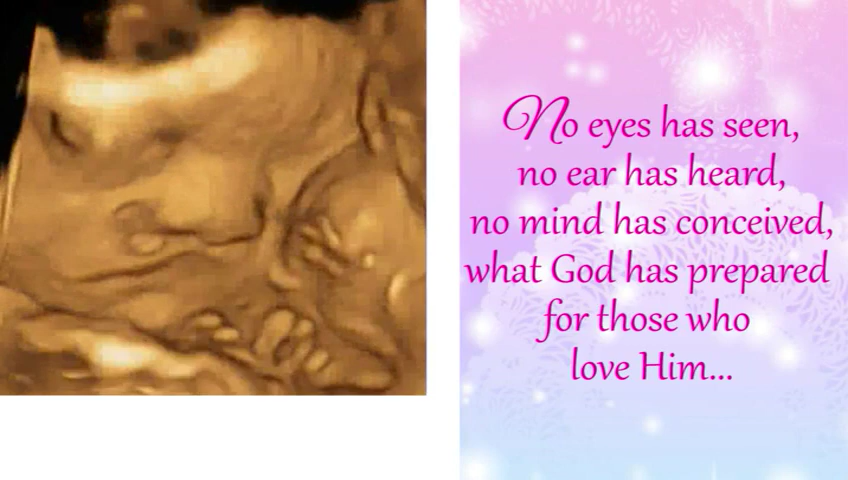 No eyes has seen,
no ear has heard,
no mind has conceived,
what God has prepared
for those who
love Him...